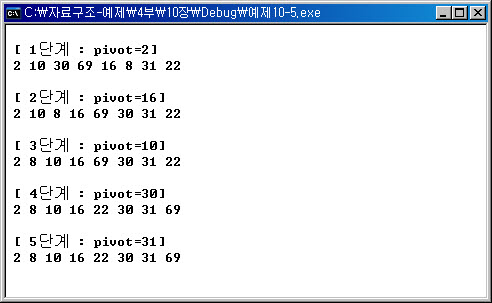 C:\자료구조-예제\4부\10장\Debug\예제10-5.exe
[ 1단계 : pivot=2]
2 10 30 69 16 8 31 22
[ 2단계 : pivot=16]
2 10 8 16 69 30 31 22
[ 3단계 : pivot=10]
2 8 10 16 69 30 31 22
[ 4단계 : pivot=30]
2 8 10 16 22 30 31 69
[ 5단계 : pivot=31]
2 8 10 16 22 30 31 69